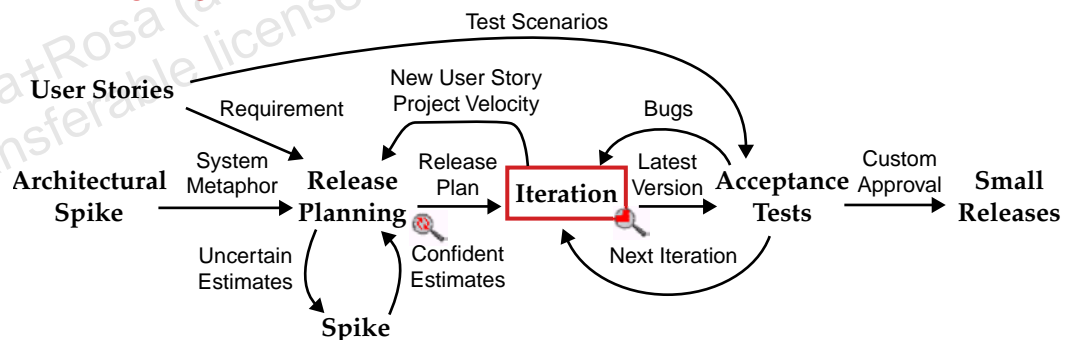 Test Scenarios
User Stories
New User Story
Project Velocity
Requirement
Bugs
Architectural
Spike
System
Metaphor
Release
Planning
Release
Plan
Iteration
Latest
Version
Acceptance
Tests
Custom
Approval
Small
Releases
Uncertain
Estimates
Confident
Estimates
Next Iteration
Spike